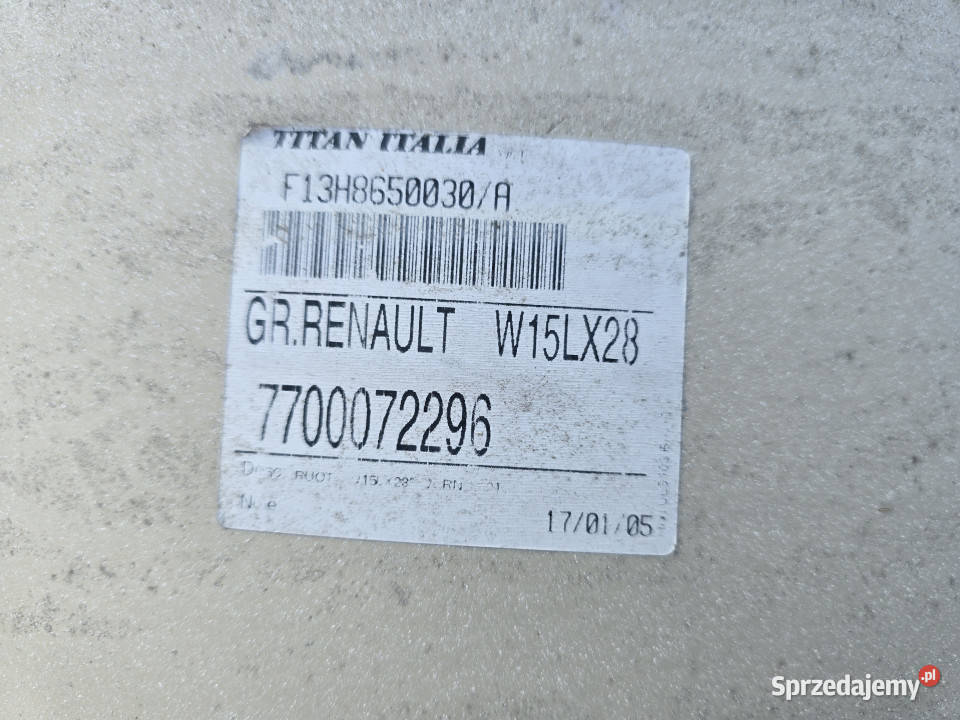 TITAN ITALIA
F13H8650030/A
GR.RENAULT W15LX28
7700072296
17/01/05
Sprzedajemy.pl